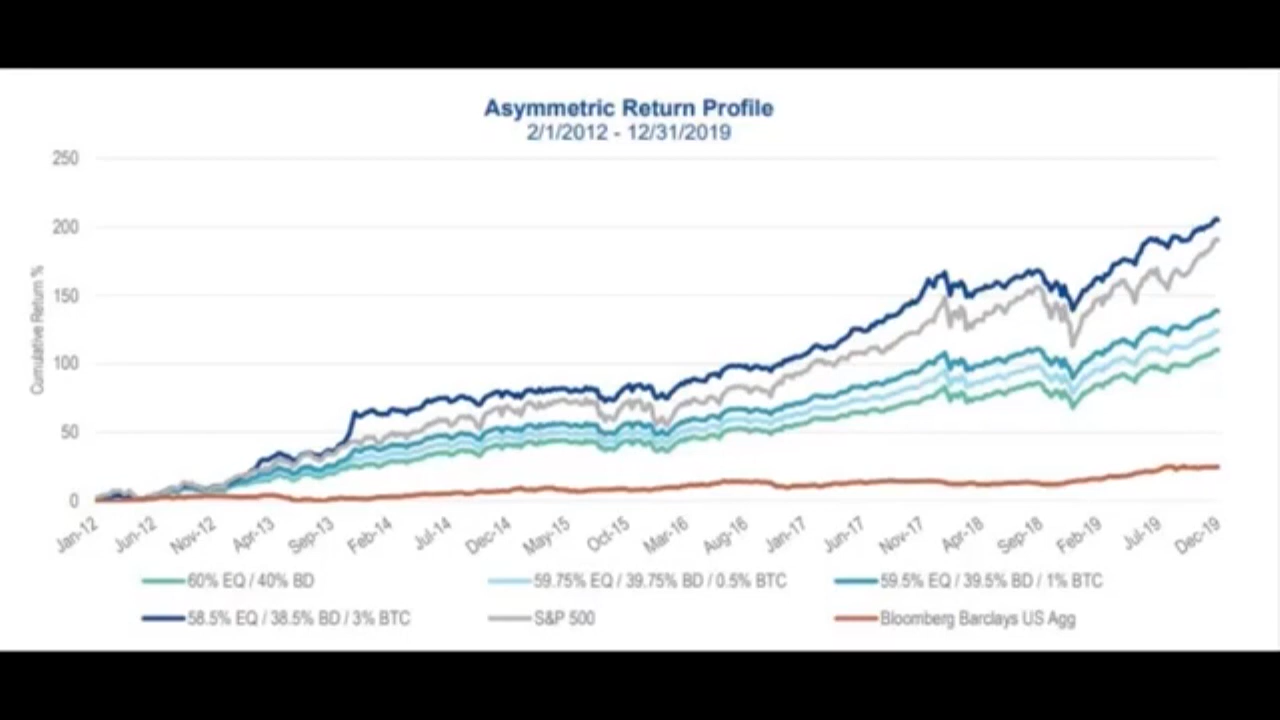 Asymmetric Return Profile
2/1/2012 - 12/31/2019
Cumulative Return %
250
200
150
100
50
0
Jan-12
Jun-12
Nov-12
Apr-13
Sep-13
Feb-14
Jul-14
Dec-14
May-15
Oct-15
Mar-16
Aug-16
Jan-17
Jun-17
Nov-17
Apr-18
Sep-18
Feb-19
Jul-19
Dec-19
60% EQ / 40% BD
59.75% EQ / 39.75% BD / 0.5% BTC
59.5% EQ / 39.5% BD / 1% BTC
58.5% EQ / 38.5% BD / 3% BTC
S&P 500
Bloomberg Barclays US Agg